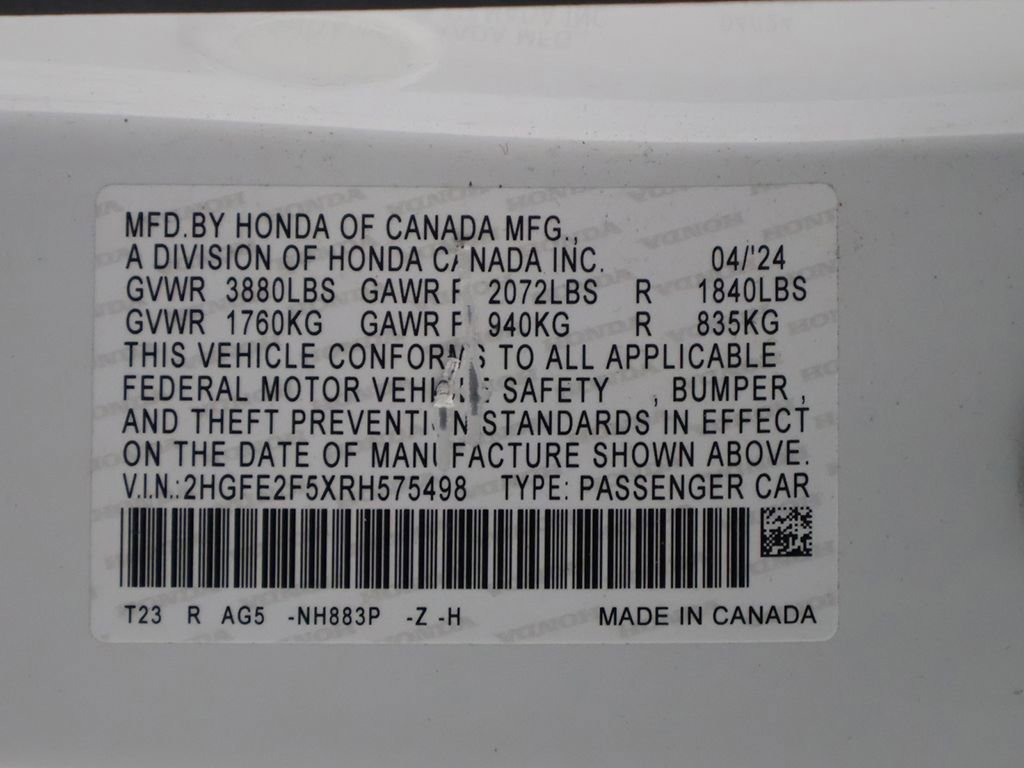 MFD.BY HONDA OF CANADA MFG.,
A DIVISION OF HONDA CANADA INC. 04/'24
GVWR 3880LBS GAWR F 2072LBS R 1840LBS
GVWR 1760KG GAWR F 940KG R 835KG
THIS VEHICLE CONFORMS TO ALL APPLICABLE
FEDERAL MOTOR VEHICLE SAFETY , BUMPER ,
AND THEFT PREVENTION STANDARDS IN EFFECT
ON THE DATE OF MANUFACTURE SHOWN ABOVE.
V.I.N.:2HGFE2F5XRH575498 TYPE: PASSENGER CAR
T23 R AG5 -NH883P -Z -H MADE IN CANADA